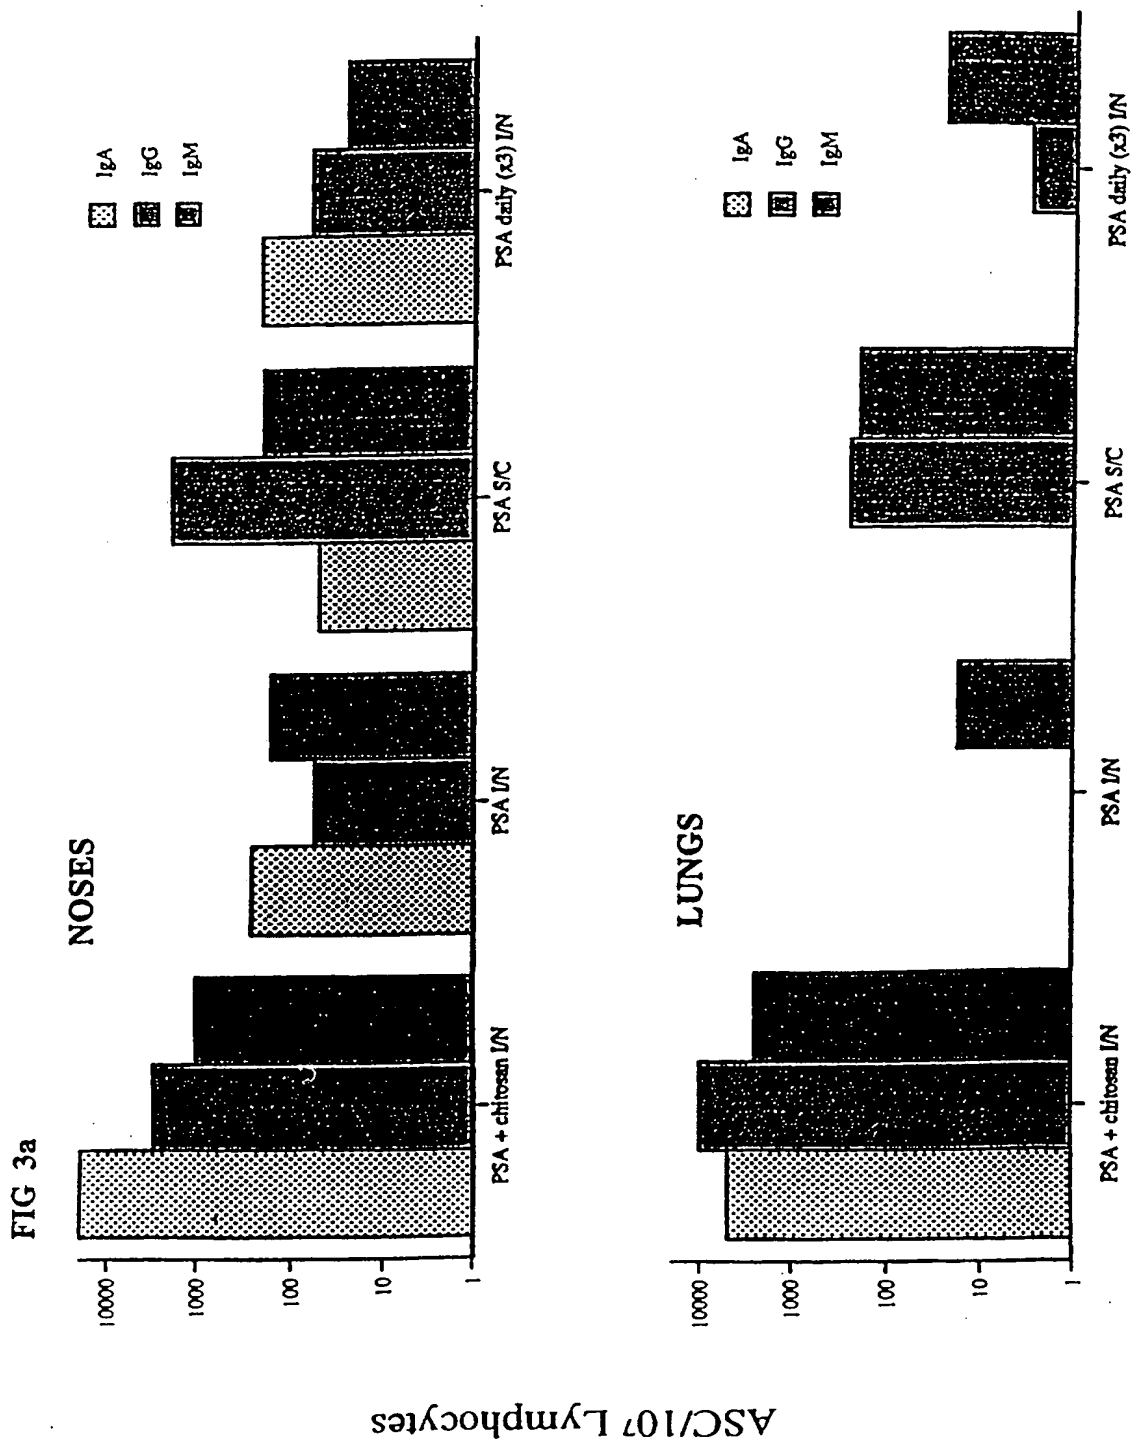 FIG 3a
NOSES
10000
1000
100
10
1
IgA
IgG
IgM
PSA + chitosan I/N
PSA I/N
PSA S/C
PSA daily (x3) I/N
LUNGS
10000
1000
100
10
1
IgA
IgG
IgM
PSA + chitosan I/N
PSA I/N
PSA S/C
PSA daily (x3) I/N
ASC/10⁷ Lymphocytes